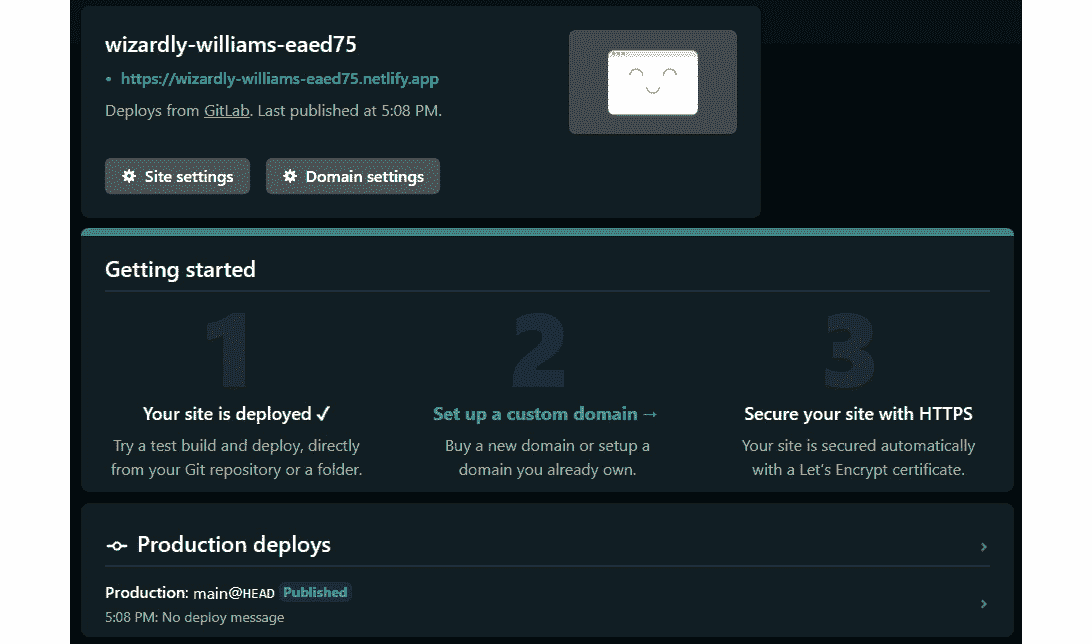 wizardly-williams-eaed75
• https://wizardly-williams-eaed75.netlify.app
Deploys from GitLab. Last published at 5:08 PM.
Site settings
Domain settings
Getting started
1
2
3
Your site is deployed ✓
Try a test build and deploy, directly
from your Git repository or a folder.
Set up a custom domain →
Buy a new domain or setup a
domain you already own.
Secure your site with HTTPS
Your site is secured automatically
with a Let's Encrypt certificate.
Production deploys
Production: main@HEAD Published
5:08 PM: No deploy message